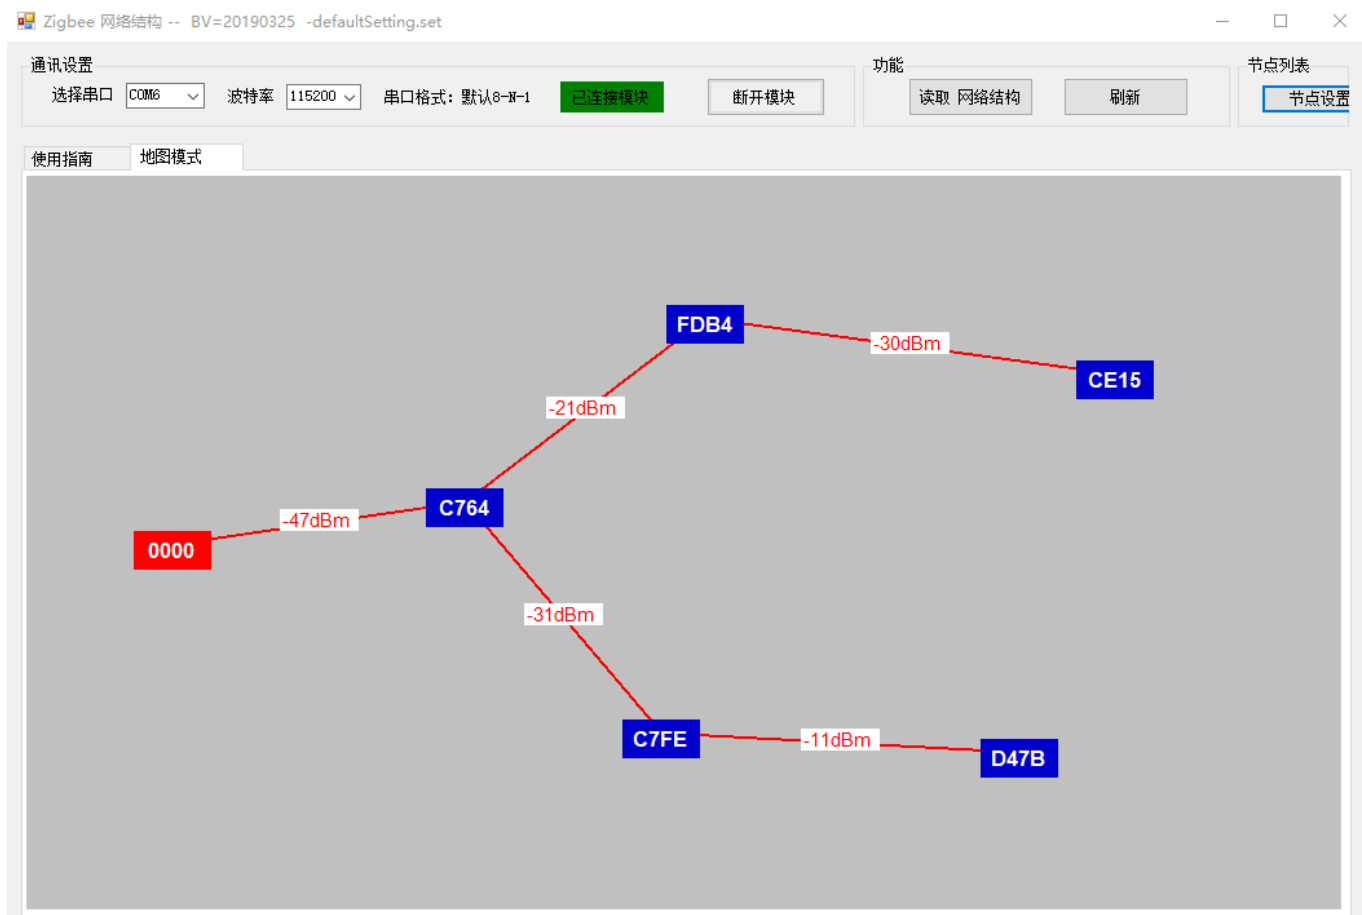 Zigbee 网络结构 -- BV=20190325 -defaultSetting.set
通讯设置
选择串口 COM6 波特率 115200 串口格式: 默认8-N-1 已连接模块 断开模块
功能
读取 网络结构 刷新
节点列表
节点设置
使用指南 地图模式
FDB4
-30dBm
CE15
-21dBm
C764
-47dBm
0000
-31dBm
C7FE
-11dBm
D47B